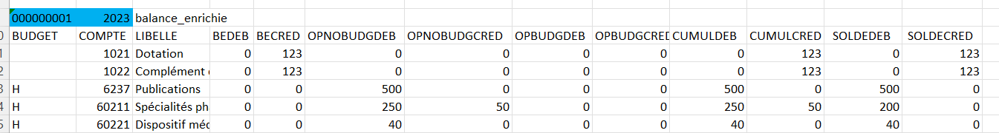 000000001 2023 balance_enrichie
BUDGET COMPTE LIBELLE BEDEB BECRED OPNOBUDGDEB OPNOBUDGCRED OPBUDGDEB OPBUDGCRED CUMULDEB CUMULCRED SOLDEDEB SOLDECRED
1021 Dotation 0 123 0 0 0 0 0 123 0 123
1022 Complément 0 123 0 0 0 0 0 123 0 123
H 6237 Publications 0 0 500 0 0 0 500 0 500 0
H 60211 Spécialités ph 0 0 250 50 0 0 250 50 200 0
H 60221 Dispositif méd 0 0 40 0 0 0 40 0 40 0